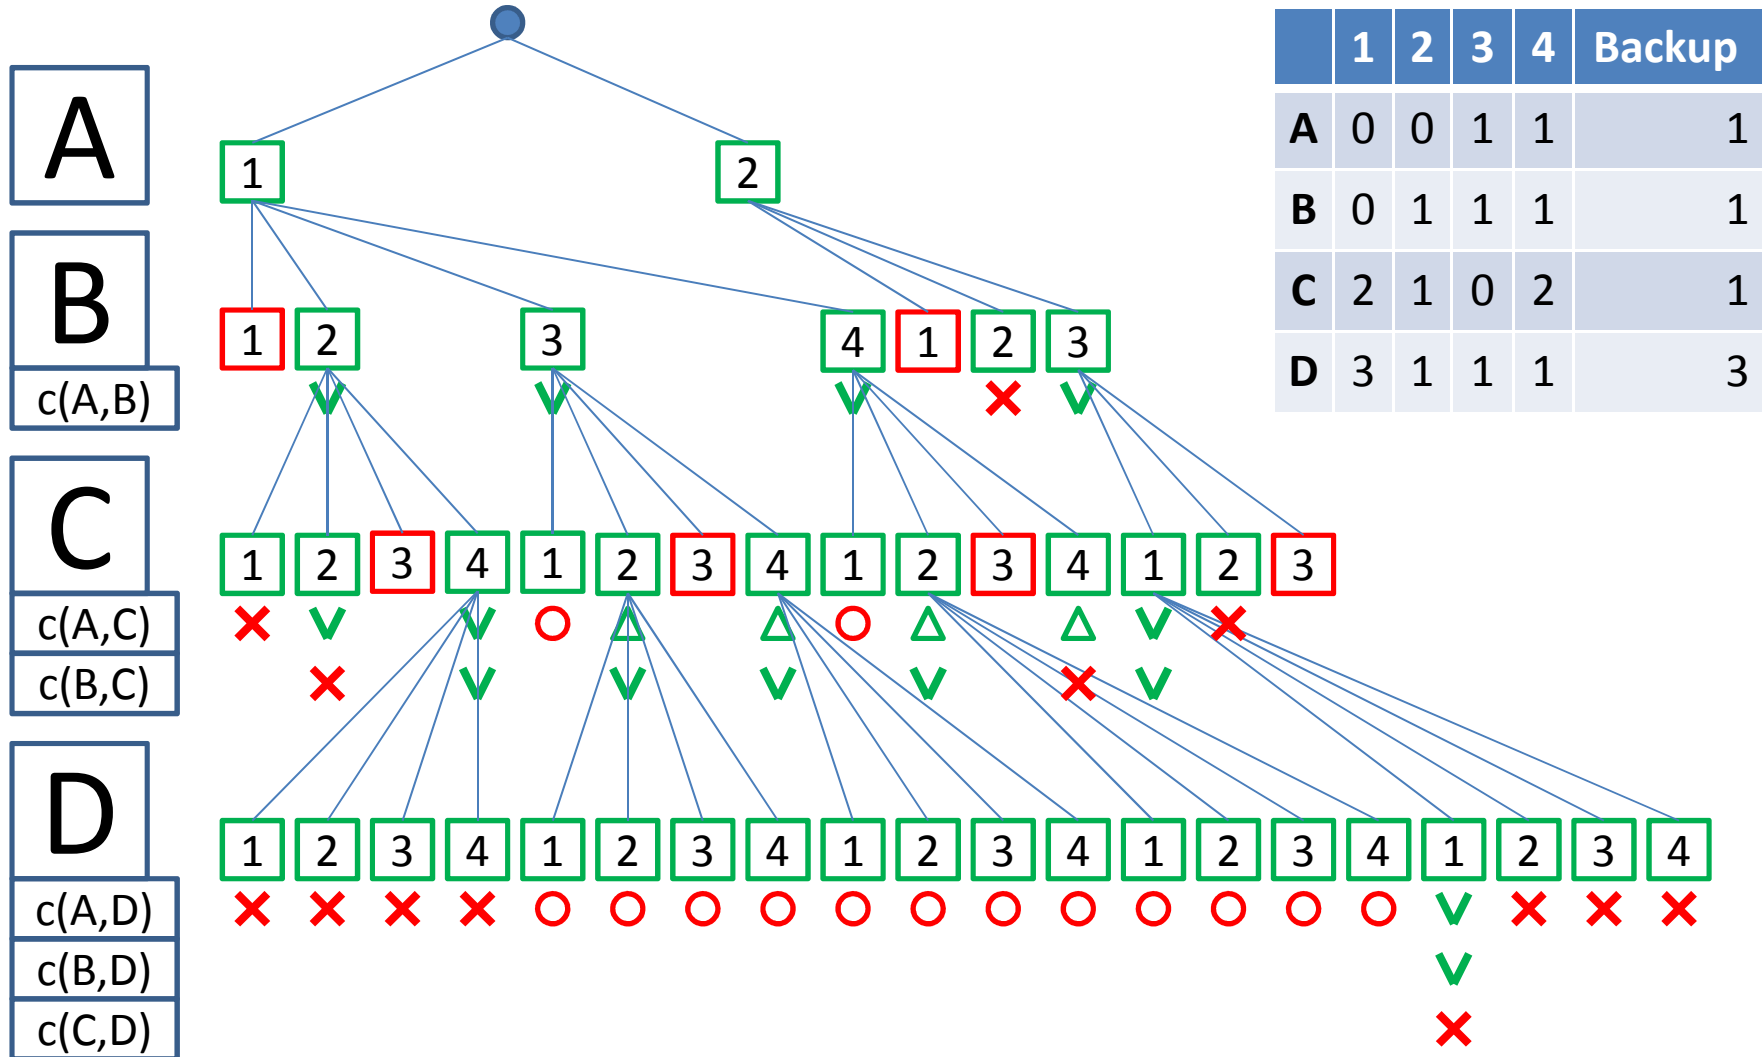 1 2 3 4 Backup
A 0 0 1 1 1
B 0 1 1 1 1
C 2 1 0 2 1
D 3 1 1 1 3
A
1 2
B
1 2 3 4 1 2 3
c(A,B)
C
1 2 3 4 1 2 3 4 1 2 3 4 1 2 3
c(A,C)
c(B,C)
D
1 2 3 4 1 2 3 4 1 2 3 4 1 2 3 4 1 2 3 4
c(A,D)
c(B,D)
c(C,D)